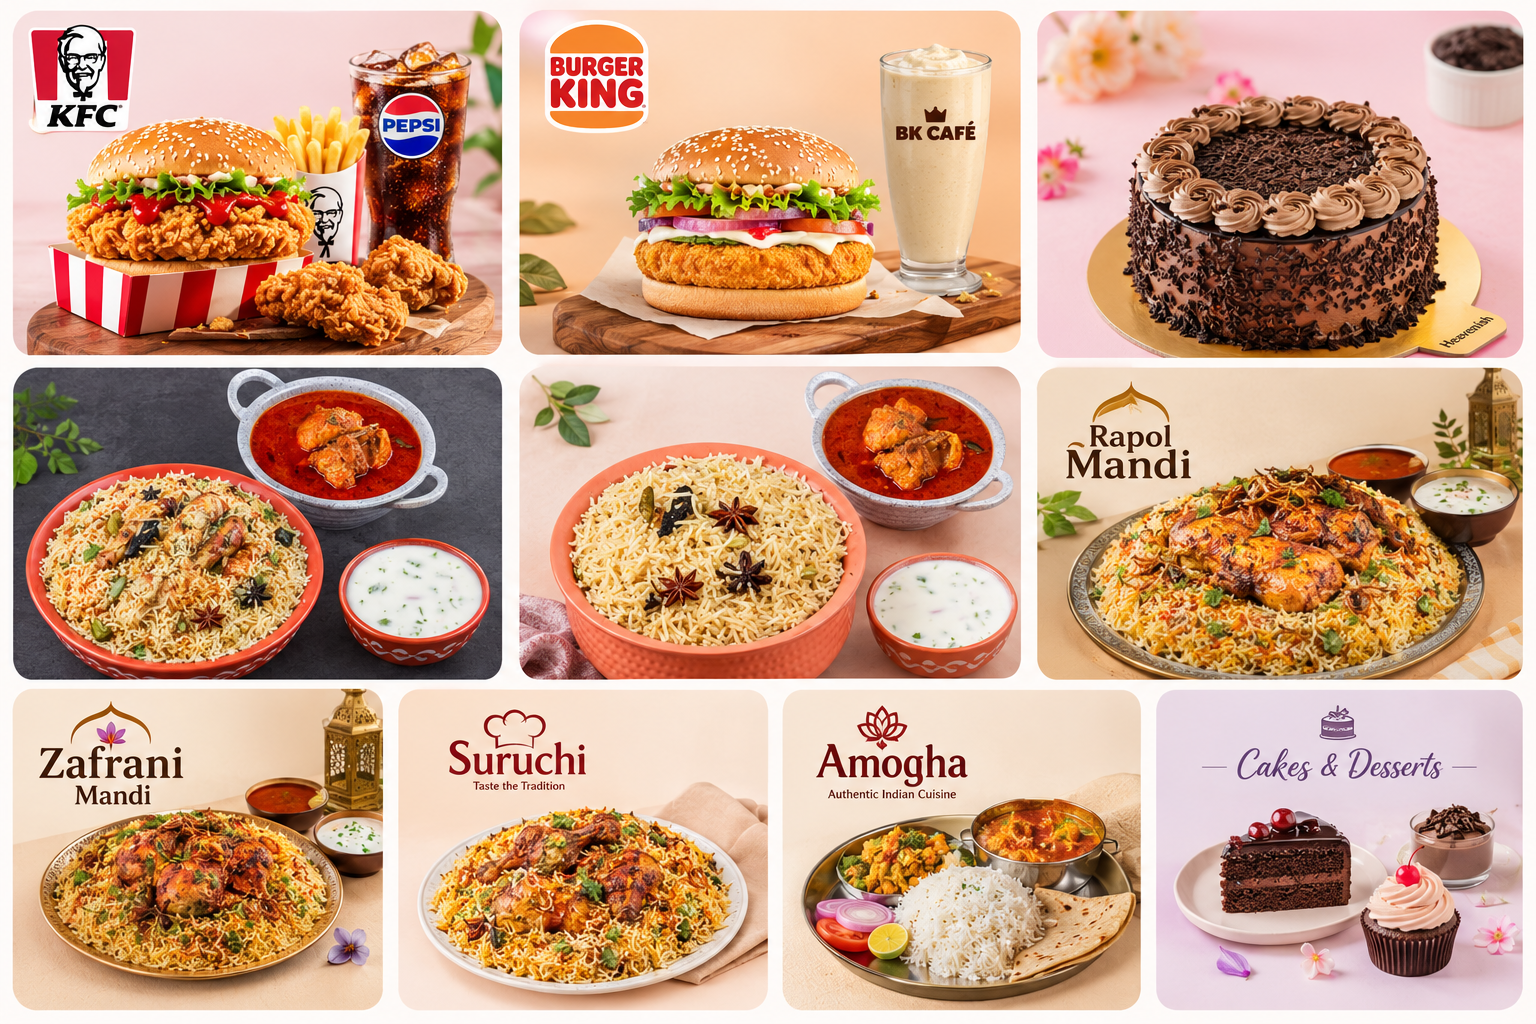 KFC
PEPSI
BURGER
KING
BK CAFÉ
Heavenish
Rapol
Mandi
Zafrani
Mandi
Suruchi
Taste the Tradition
Amogha
Authentic Indian Cuisine
Cakes & Desserts